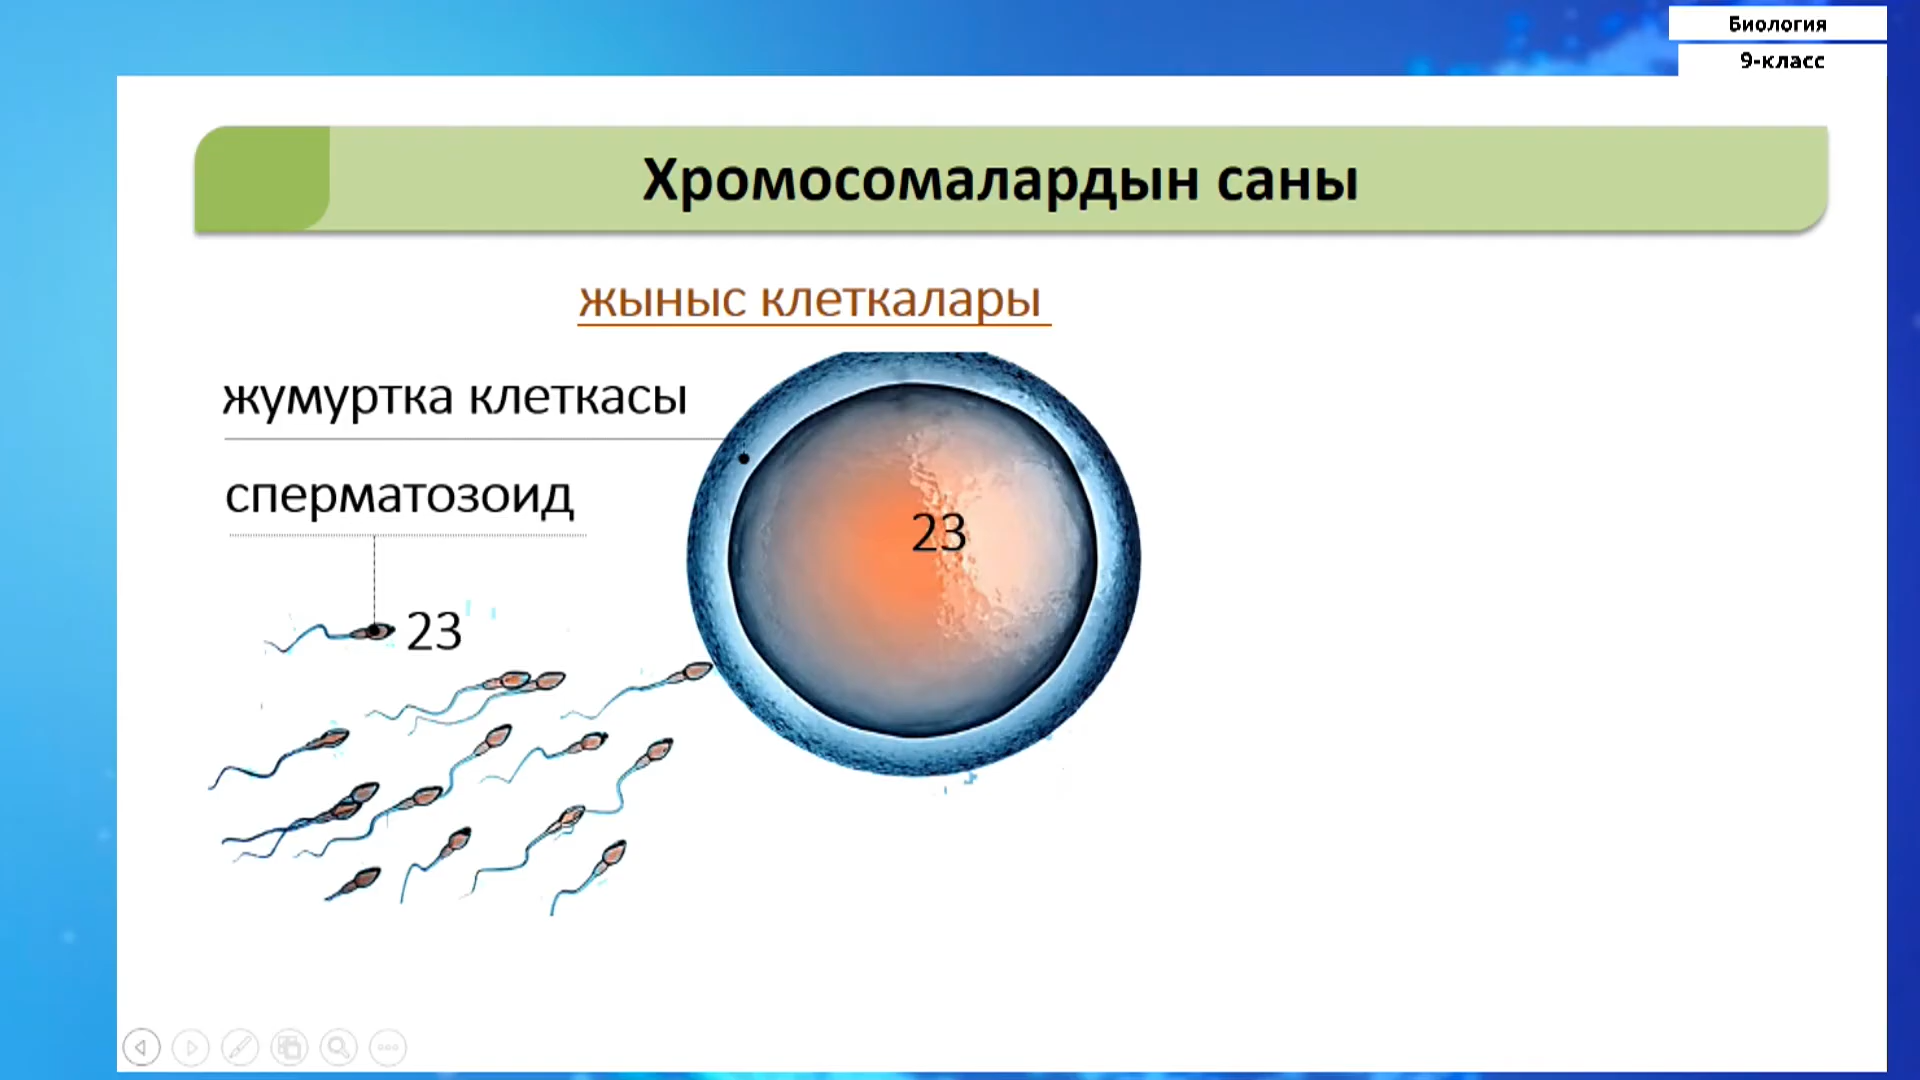 Биология
9-класс
Хромосомалардын саны
жыныс клеткалары
жумуртка клеткасы
сперматозоид
23
23